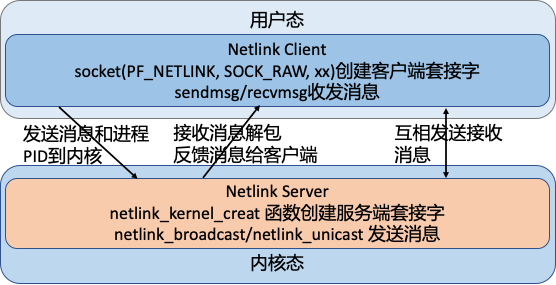 用户态
Netlink Client
socket(PF_NETLINK, SOCK_RAW, xx)创建客户端套接字
sendmsg/recvmsg收发消息
发送消息和进程
PID到内核
接收消息解包
反馈消息给客户端
互相发送接收
消息
Netlink Server
netlink_kernel_creat 函数创建服务端套接字
netlink_broadcast/netlink_unicast 发送消息
内核态